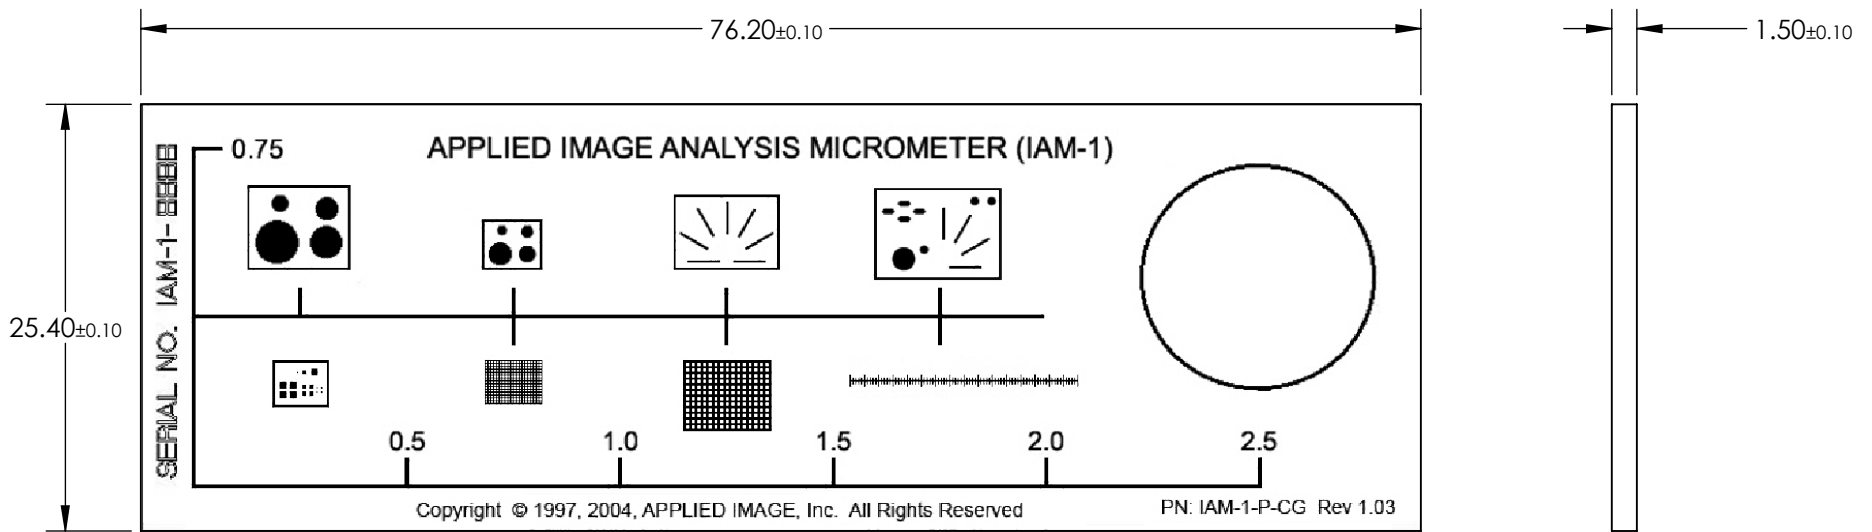 76.20±0.10
1.50±0.10
25.40±0.10
SERIAL NO. IAM-1-8888
0.75
APPLIED IMAGE ANALYSIS MICROMETER (IAM-1)
0.5 1.0 1.5 2.0 2.5
Copyright © 1997, 2004, APPLIED IMAGE, Inc. All Rights Reserved
PN: IAM-1-P-CG Rev 1.03